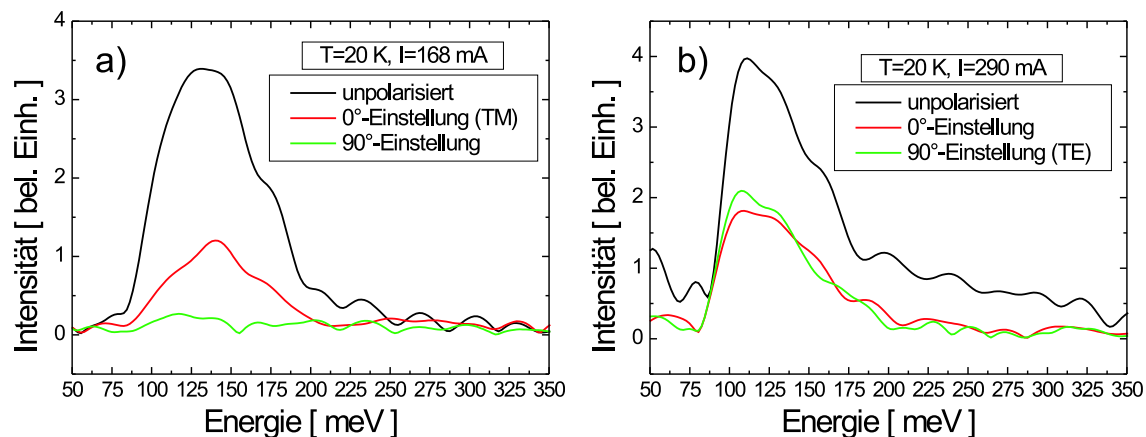 a)
T=20 K, I=168 mA
unpolarisiert
0°-Einstellung (TM)
90°-Einstellung
Intensität [ bel. Einh. ]
4
3
2
1
0
50 75 100 125 150 175 200 225 250 275 300 325 350
Energie [ meV ]
b)
T=20 K, I=290 mA
unpolarisiert
0°-Einstellung
90°-Einstellung (TE)
Intensität [ bel. Einh. ]
4
3
2
1
0
50 75 100 125 150 175 200 225 250 275 300 325 350
Energie [ meV ]